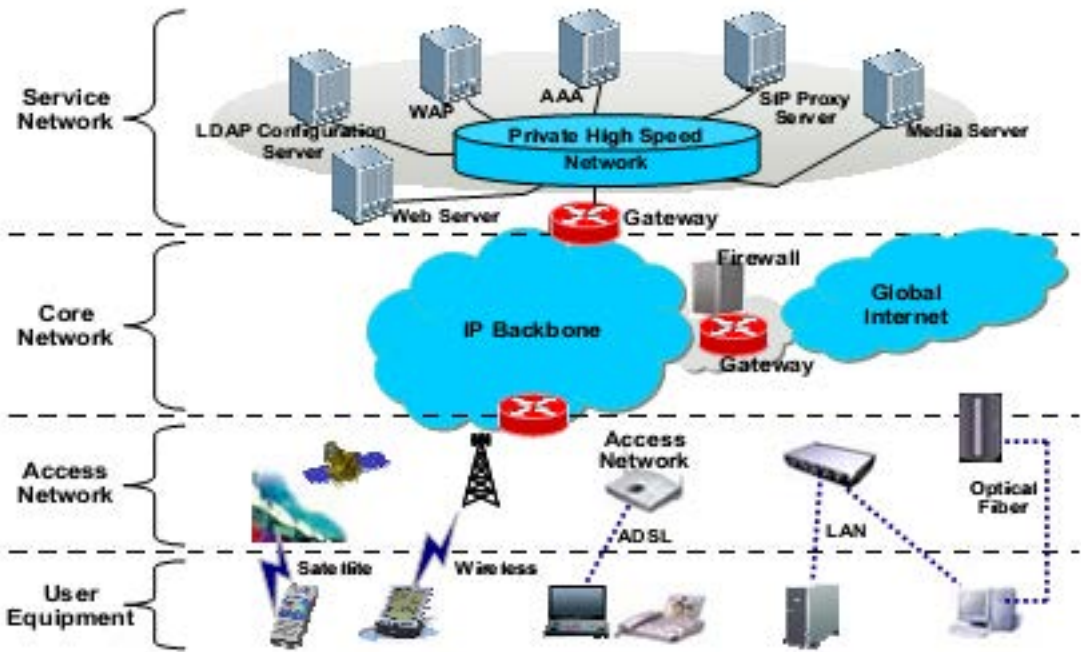 Service
Network
WAP
AAA
SIP Proxy
Server
LDAP Configuration
Server
Media Server
Private High Speed
Network
Web Server
Gateway
Core
Network
Firewall
Global
Internet
IP Backbone
Gateway
Access
Network
Access
Network
Optical
Fiber
ADSL
LAN
Satellite
Wireless
User
Equipment